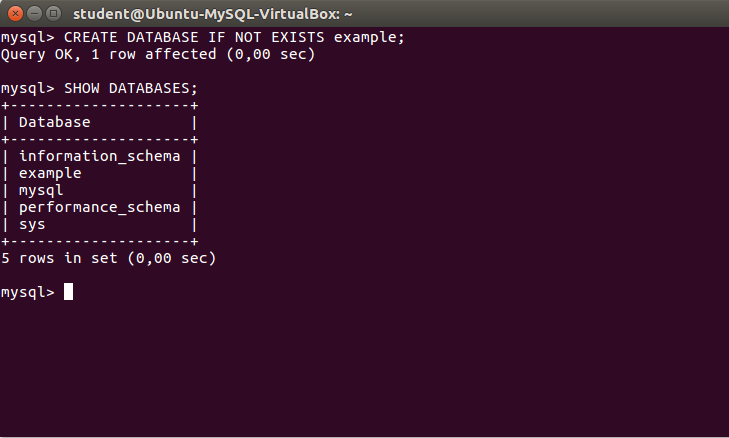 student@Ubuntu-MySQL-VirtualBox: ~
mysql> CREATE DATABASE IF NOT EXISTS example;
Query OK, 1 row affected (0,00 sec)
mysql> SHOW DATABASES;
+--------------------+
| Database           |
+--------------------+
| information_schema |
| example            |
| mysql              |
| performance_schema |
| sys                |
+--------------------+
5 rows in set (0,00 sec)
mysql>